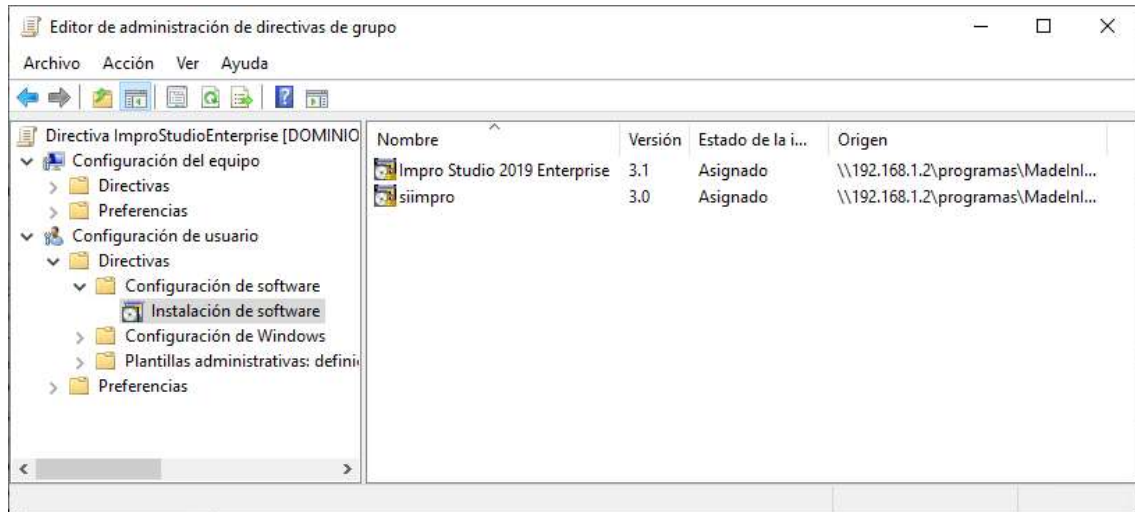 Editor de administración de directivas de grupo
Archivo Acción Ver Ayuda
Directiva ImproStudioEnterprise [DOMINIO
Configuración del equipo
Directivas
Preferencias
Configuración de usuario
Directivas
Configuración de software
Instalación de software
Configuración de Windows
Plantillas administrativas: defini
Preferencias
Nombre Versión Estado de la i... Origen
Impro Studio 2019 Enterprise 3.1 Asignado \\192.168.1.2\programas\MadeInI...
siimpro 3.0 Asignado \\192.168.1.2\programas\MadeInI...